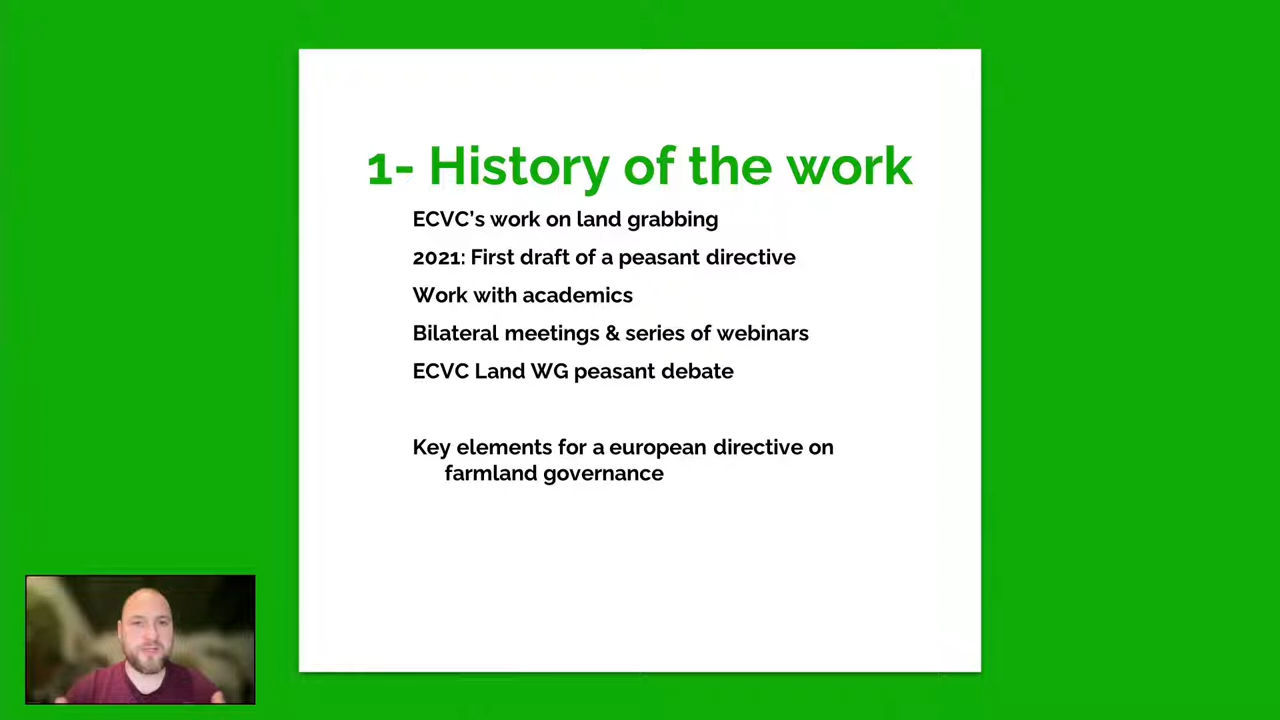 1- History of the work
ECVC's work on land grabbing
2021: First draft of a peasant directive
Work with academics
Bilateral meetings & series of webinars
ECVC Land WG peasant debate
Key elements for a european directive on
farmland governance